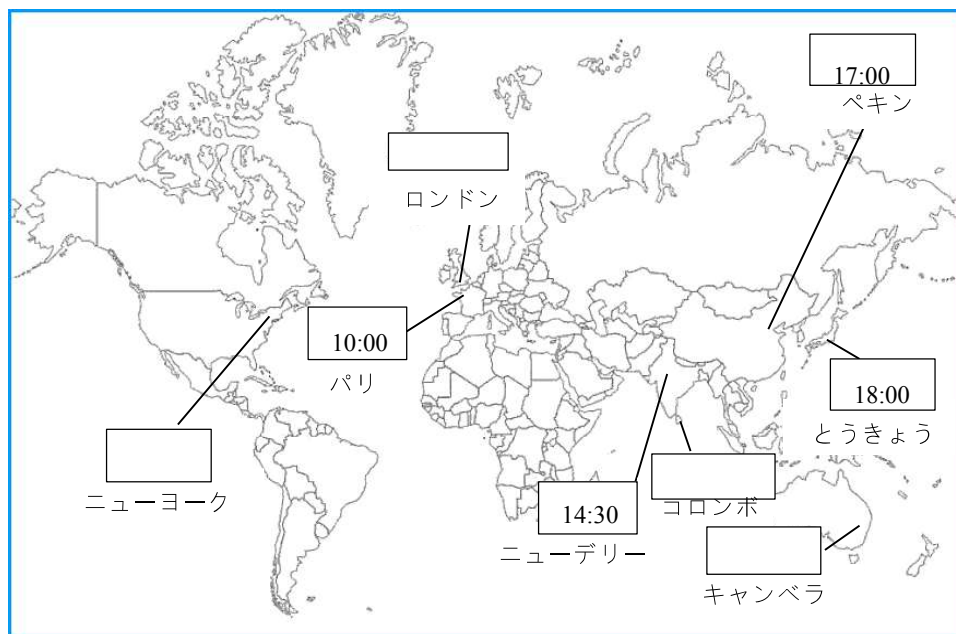 17:00
ペキン
ロンドン
10:00
パリ
18:00
とうきょう
ニューヨーク
コロンボ
14:30
ニューデリー
キャンベラ